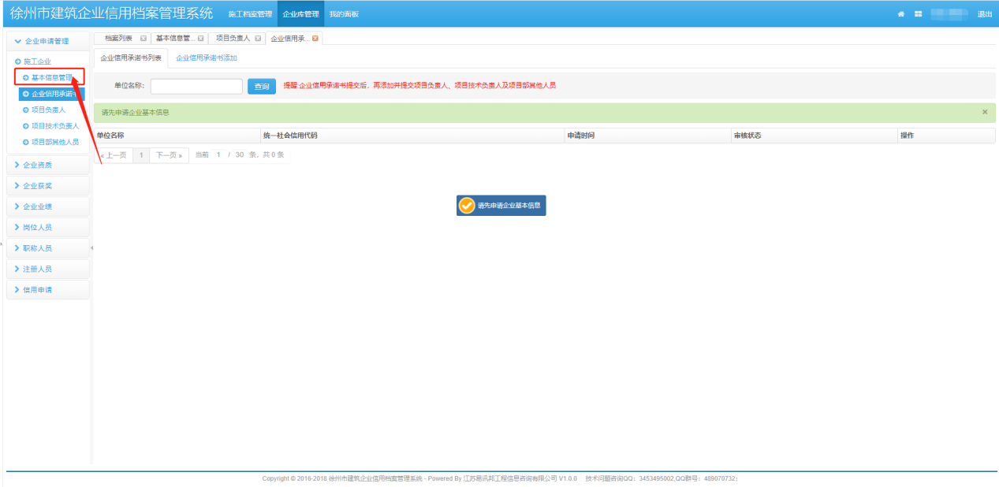 徐州市建筑企业信用档案管理系统 施工档案管理 企业库管理 我的面板 退出
企业申请管理
施工企业
基本信息管理
企业信用承诺书
项目负责人
项目技术负责人
项目部其他人员
企业资质
企业获奖
企业业绩
岗位人员
职称人员
注册人员
信用申请
档案列表 基本信息管... 项目负责人 企业信用承...
企业信用承诺书列表 企业信用承诺书添加
单位名称: 查询 提醒:企业信用承诺书提交后，再添加并提交项目负责人、项目技术负责人及项目部其他人员
请先申请企业基本信息 ×
单位名称 统一社会信用代码 申请时间 审核状态 操作
« 上一页 1 下一页 » 当前 1 / 30 条，共 0 条
请先申请企业基本信息
Copyright © 2016-2018 徐州市建筑企业信用档案管理系统 - Powered By 江苏易讯邦工程信息咨询有限公司 V1.0.0 技术问题咨询QQ：3453495002,QQ群号：489070732;